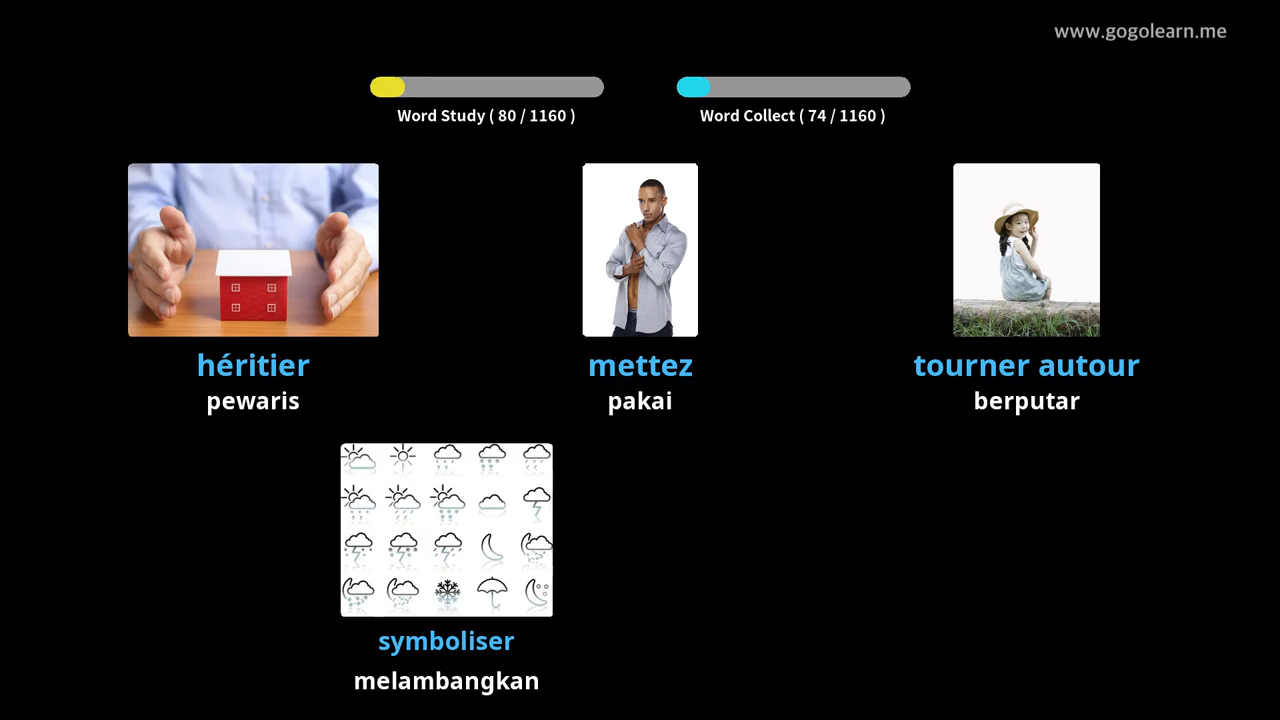 www.gogolearn.me
Word Study ( 80 / 1160 )
Word Collect ( 74 / 1160 )
héritier
pewaris
mettez
pakai
tourner autour
berputar
symboliser
melambangkan